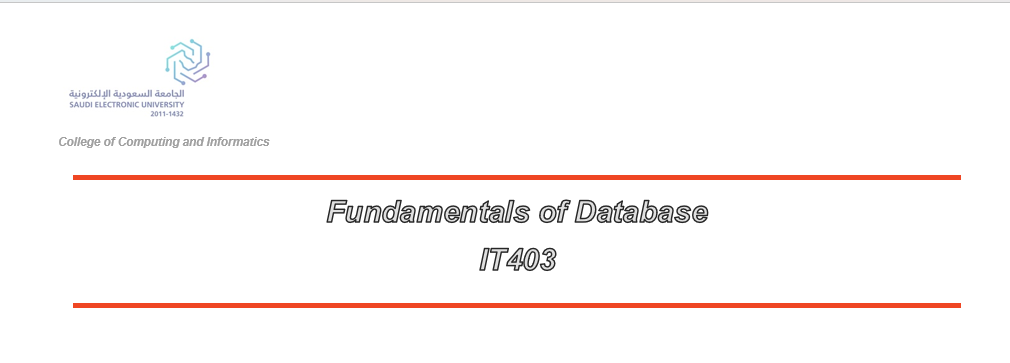 الجامعة السعودية الإلكترونية
SAUDI ELECTRONIC UNIVERSITY
2011-1432
College of Computing and Informatics
Fundamentals of Database
IT403